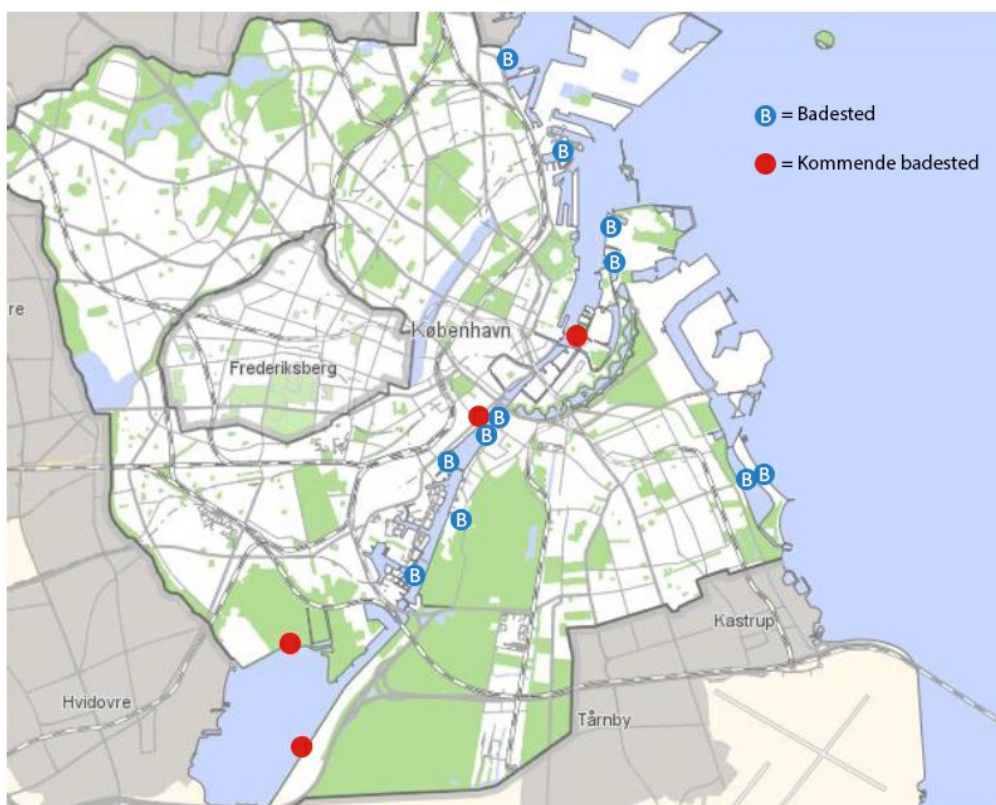 B
B = Badested
B
= Kommende badested
B
B
re
København
Frederiksberg
B
B
B
B B
B
B
Kastrup
Hvidovre
Tårnby